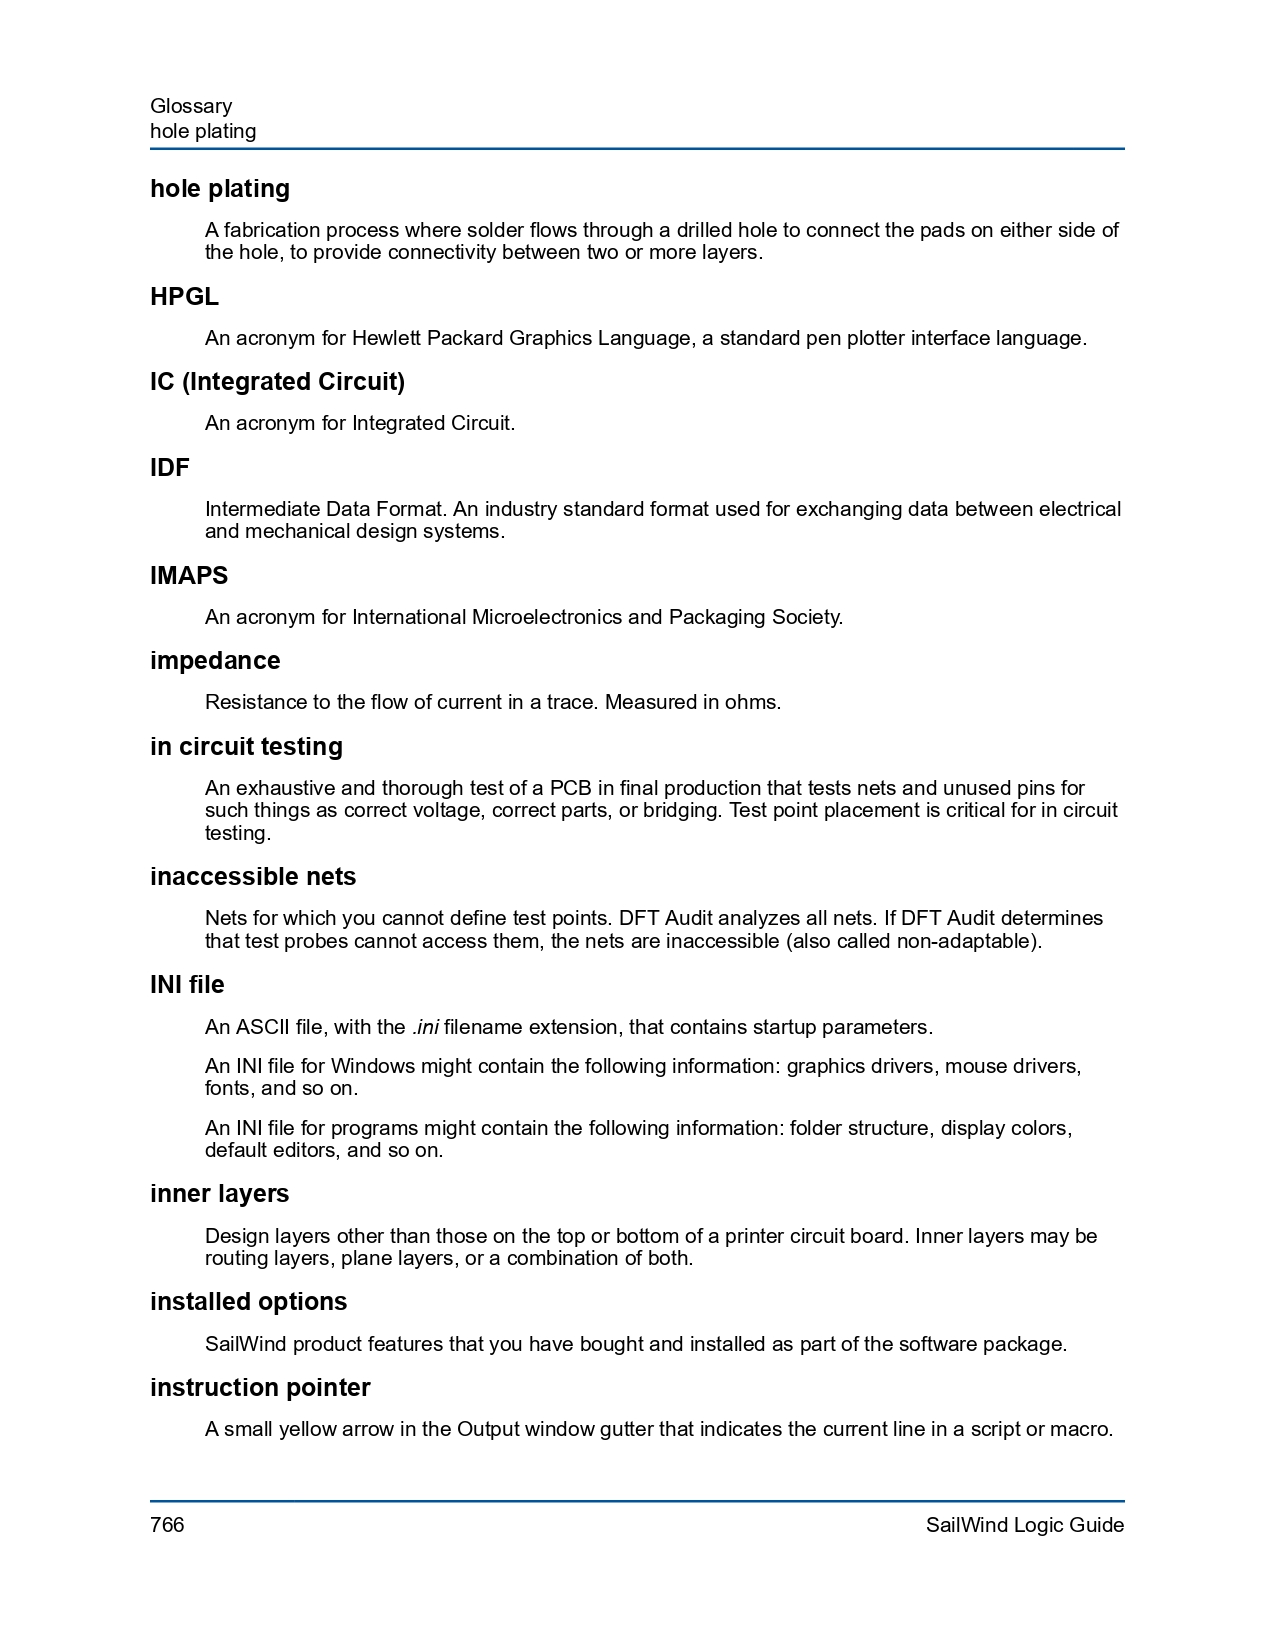 Glossary
hole plating
hole plating
A fabrication process where solder flows through a drilled hole to connect the pads on either side of
the hole, to provide connectivity between two or more layers.
HPGL
An acronym for Hewlett Packard Graphics Language, a standard pen plotter interface language.
IC (Integrated Circuit)
An acronym for Integrated Circuit.
IDF
Intermediate Data Format. An industry standard format used for exchanging data between electrical
and mechanical design systems.
IMAPS
An acronym for International Microelectronics and Packaging Society.
impedance
Resistance to the flow of current in a trace. Measured in ohms.
in circuit testing
An exhaustive and thorough test of a PCB in final production that tests nets and unused pins for
such things as correct voltage, correct parts, or bridging. Test point placement is critical for in circuit
testing.
inaccessible nets
Nets for which you cannot define test points. DFT Audit analyzes all nets. If DFT Audit determines
that test probes cannot access them, the nets are inaccessible (also called non-adaptable).
INI file
An ASCII file, with the .ini filename extension, that contains startup parameters.
An INI file for Windows might contain the following information: graphics drivers, mouse drivers,
fonts, and so on.
An INI file for programs might contain the following information: folder structure, display colors,
default editors, and so on.
inner layers
Design layers other than those on the top or bottom of a printer circuit board. Inner layers may be
routing layers, plane layers, or a combination of both.
installed options
SailWind product features that you have bought and installed as part of the software package.
instruction pointer
A small yellow arrow in the Output window gutter that indicates the current line in a script or macro.
766
SailWind Logic Guide